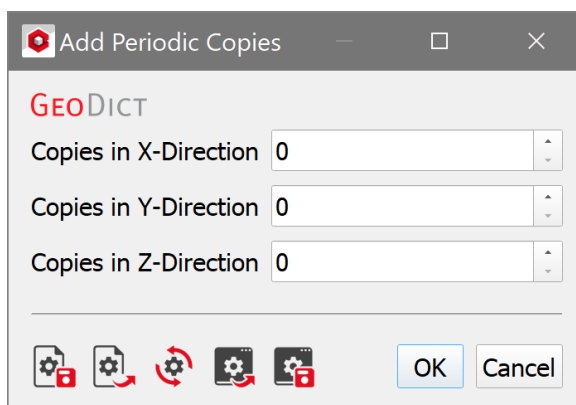 Add Periodic Copies
GEODICT
Copies in X-Direction 0
Copies in Y-Direction 0
Copies in Z-Direction 0
OK Cancel